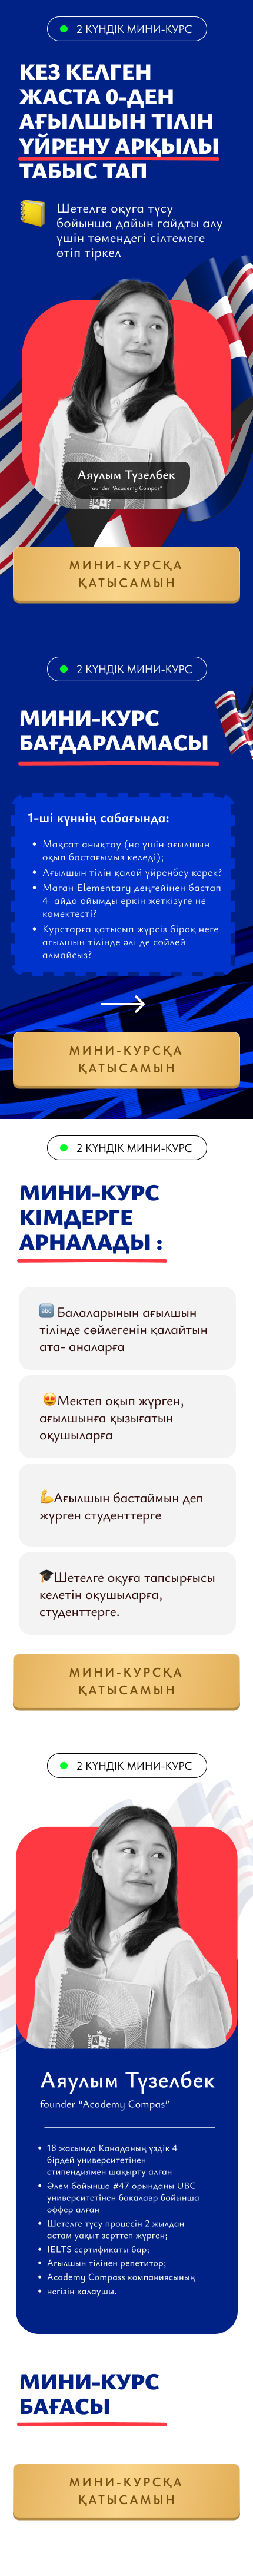 2 КҮНДІК МИНИ-КУРС
КЕЗ КЕЛГЕН
ЖАСТА 0-ДЕН
АҒЫЛШЫН ТІЛІН
ҮЙРЕНУ АРҚЫЛЫ
ТАБЫС ТАП
Шетелге оқуға түсу
бойынша дайын гайдты алу
үшін төмендегі сілтемеге
өтіп тіркел
Аяулым Түзелбек
founder "Academy Compas"
МИНИ-КУРСҚА
ҚАТЫСАМЫН
2 КҮНДІК МИНИ-КУРС
МИНИ-КУРС
БАҒДАРЛАМАСЫ
1-ші күннің сабағында:
• Мақсат анықтау (не үшін ағылшын
оқып бастағымыз келеді);
• Ағылшын тілін қалай үйренбеу керек?
• Маған Elementary деңгейінен бастап
4 айда ойымды еркін жеткізуге не
көмектесті?
• Курстарға қатысып жүрсіз бірақ неге
ағылшын тілінде әлі де сөйлей
алмайсыз?
МИНИ-КУРСҚА
ҚАТЫСАМЫН
2 КҮНДІК МИНИ-КУРС
МИНИ-КУРС
КІМДЕРГЕ
АРНАЛАДЫ :
🔤 Балаларынын ағылшын
тілінде сөйлегенін қалайтын
ата- аналарға
😍Мектеп оқып жүрген,
ағылшынға қызығатын
оқушыларға
💪Ағылшын бастаймын деп
жүрген студенттерге
🎓Шетелге оқуға тапсырғысы
келетін оқушыларға,
студенттерге.
МИНИ-КУРСҚА
ҚАТЫСАМЫН
2 КҮНДІК МИНИ-КУРС
Аяулым Түзелбек
founder "Academy Compas"
• 18 жасында Канаданың үздік 4
бірдей университетінен
стипендиямен шақырту алған
• Әлем бойынша #47 орынданы UBC
университетінен бакалавр бойынша
оффер алған
• Шетелге түсу процесін 2 жылдан
астам уақыт зерттеп жүрген;
• IELTS сертификаты бар;
• Ағылшын тілінен репетитор;
• Academy Compass компаниясының
• негізін калаушы.
МИНИ-КУРС
БАҒАСЫ
МИНИ-КУРСҚА
ҚАТЫСАМЫН